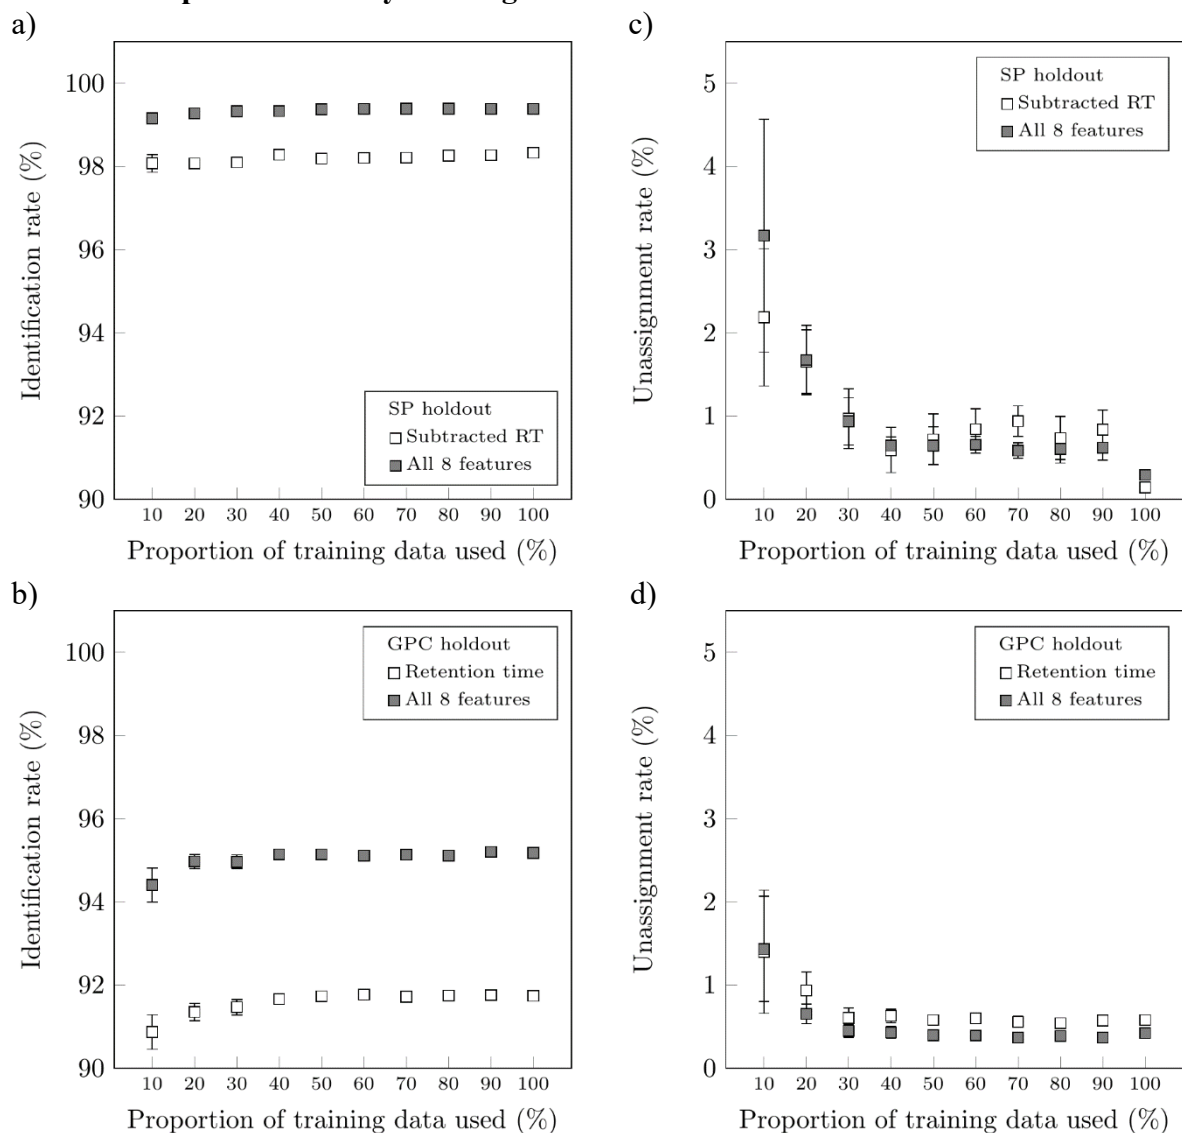 a)
Identification rate (%)
100
98
96
94
92
90
SP holdout
Subtracted RT
All 8 features
10 20 30 40 50 60 70 80 90 100
Proportion of training data used (%)
c)
Unassignment rate (%)
5
4
3
2
1
0
SP holdout
Subtracted RT
All 8 features
10 20 30 40 50 60 70 80 90 100
Proportion of training data used (%)
b)
Identification rate (%)
100
98
96
94
92
90
GPC holdout
Retention time
All 8 features
10 20 30 40 50 60 70 80 90 100
Proportion of training data used (%)
d)
Unassignment rate (%)
5
4
3
2
1
0
GPC holdout
Retention time
All 8 features
10 20 30 40 50 60 70 80 90 100
Proportion of training data used (%)